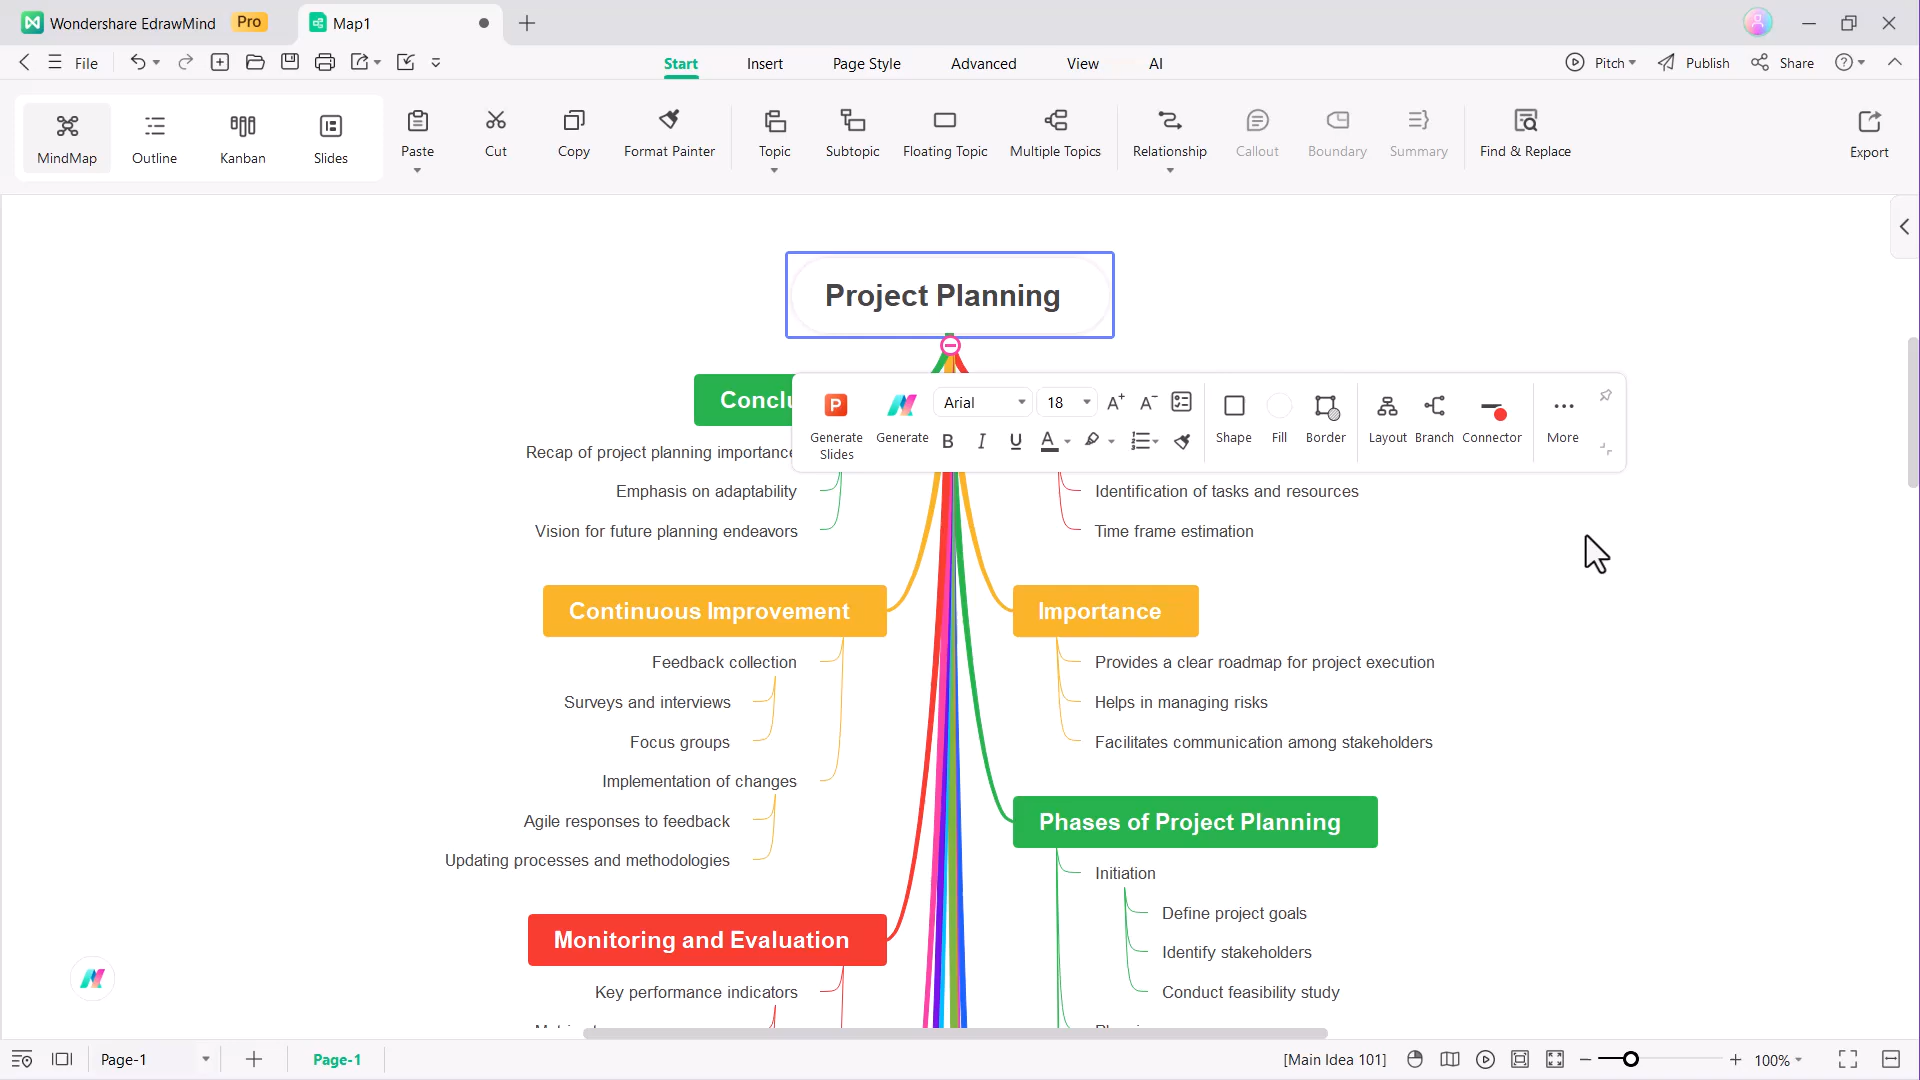 Wondershare EdrawMind Pro Map1
File Start Insert Page Style Advanced View AI Pitch Publish Share
MindMap Outline Kanban Slides Paste Cut Copy Format Painter Topic Subtopic Floating Topic Multiple Topics Relationship Callout Boundary Summary Find & Replace Export
Project Planning
Conclu
Arial 18
Generate Slides Generate B I U A Shape Fill Border Layout Branch Connector More
Recap of project planning importance
Emphasis on adaptability
Vision for future planning endeavors
Identification of tasks and resources
Time frame estimation
Continuous Improvement
Feedback collection
Surveys and interviews
Focus groups
Implementation of changes
Agile responses to feedback
Updating processes and methodologies
Importance
Provides a clear roadmap for project execution
Helps in managing risks
Facilitates communication among stakeholders
Phases of Project Planning
Initiation
Define project goals
Identify stakeholders
Conduct feasibility study
Monitoring and Evaluation
Key performance indicators
Page-1 Page-1 [Main Idea 101] 100%